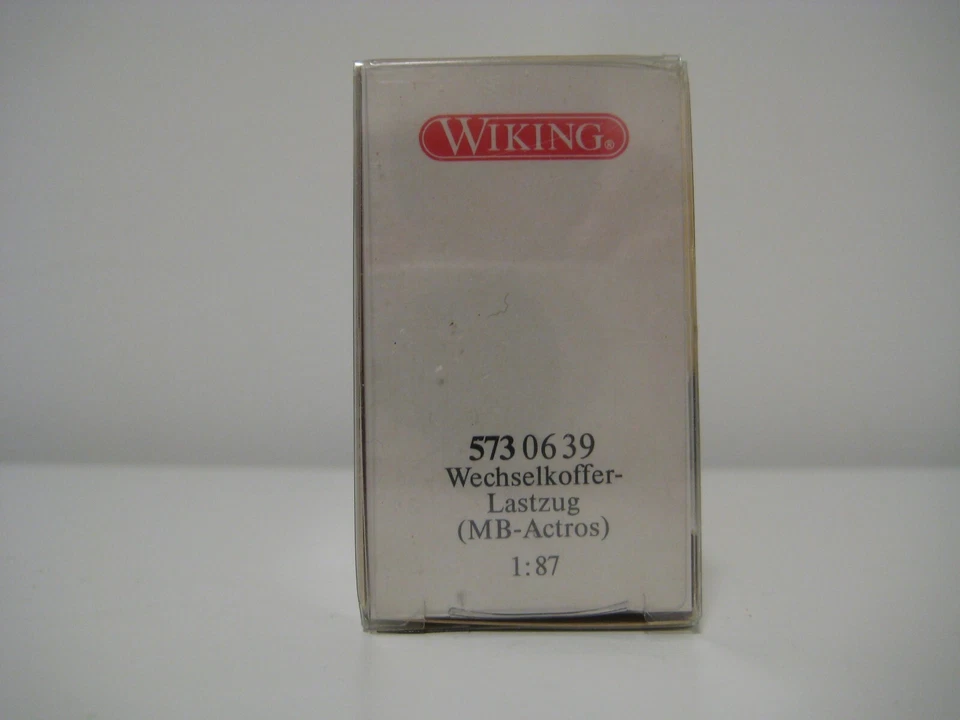 WIKING®
573 06 39
Wechselkoffer-
Lastzug
(MB-Actros)
1:87